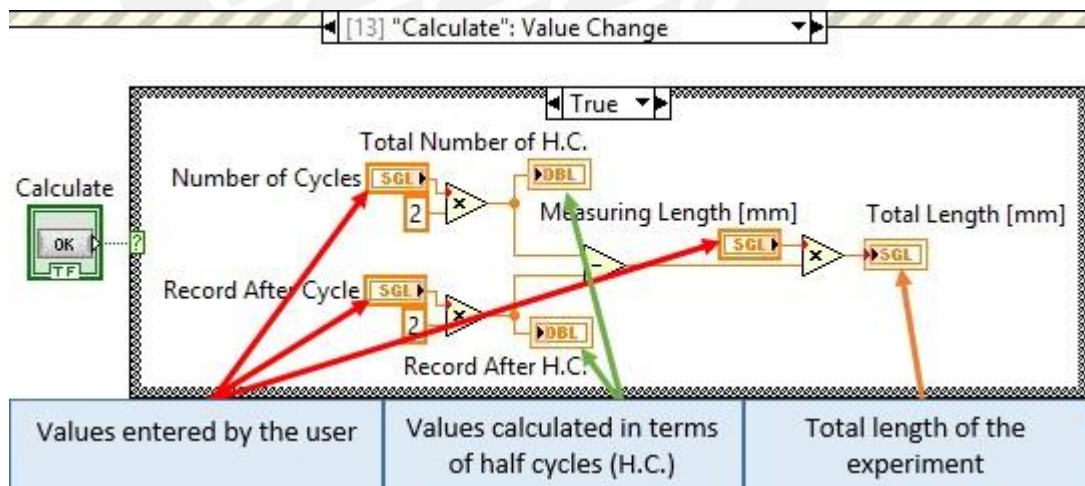 [13] "Calculate": Value Change
True
Total Number of H.C.
Number of Cycles SGL DBL
Calculate
2 × Measuring Length [mm] Total Length [mm]
OK ? - SGL × SGL
TF
Record After Cycle SGL
2 × DBL
Record After H.C.
Values entered by the user
Values calculated in terms
of half cycles (H.C.)
Total length of the
experiment